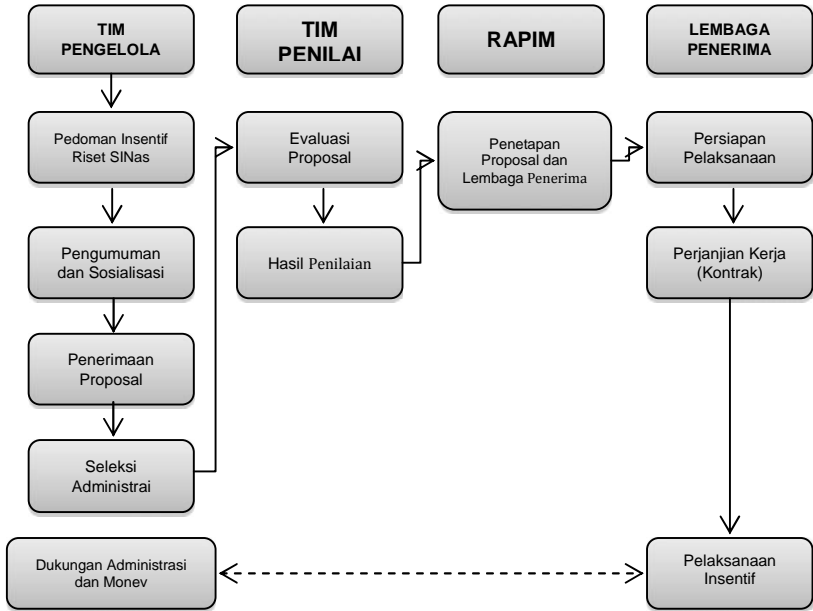 TIM
PENGELOLA
TIM
PENILAI
RAPIM
LEMBAGA
PENERIMA
Pedoman Insentif
Riset SINas
Evaluasi
Proposal
Penetapan
Proposal dan
Lembaga Penerima
Persiapan
Pelaksanaan
Pengumuman
dan Sosialisasi
Hasil Penilaian
Perjanjian Kerja
(Kontrak)
Penerimaan
Proposal
Seleksi
Administrai
Dukungan Administrasi
dan Monev
Pelaksanaan
Insentif